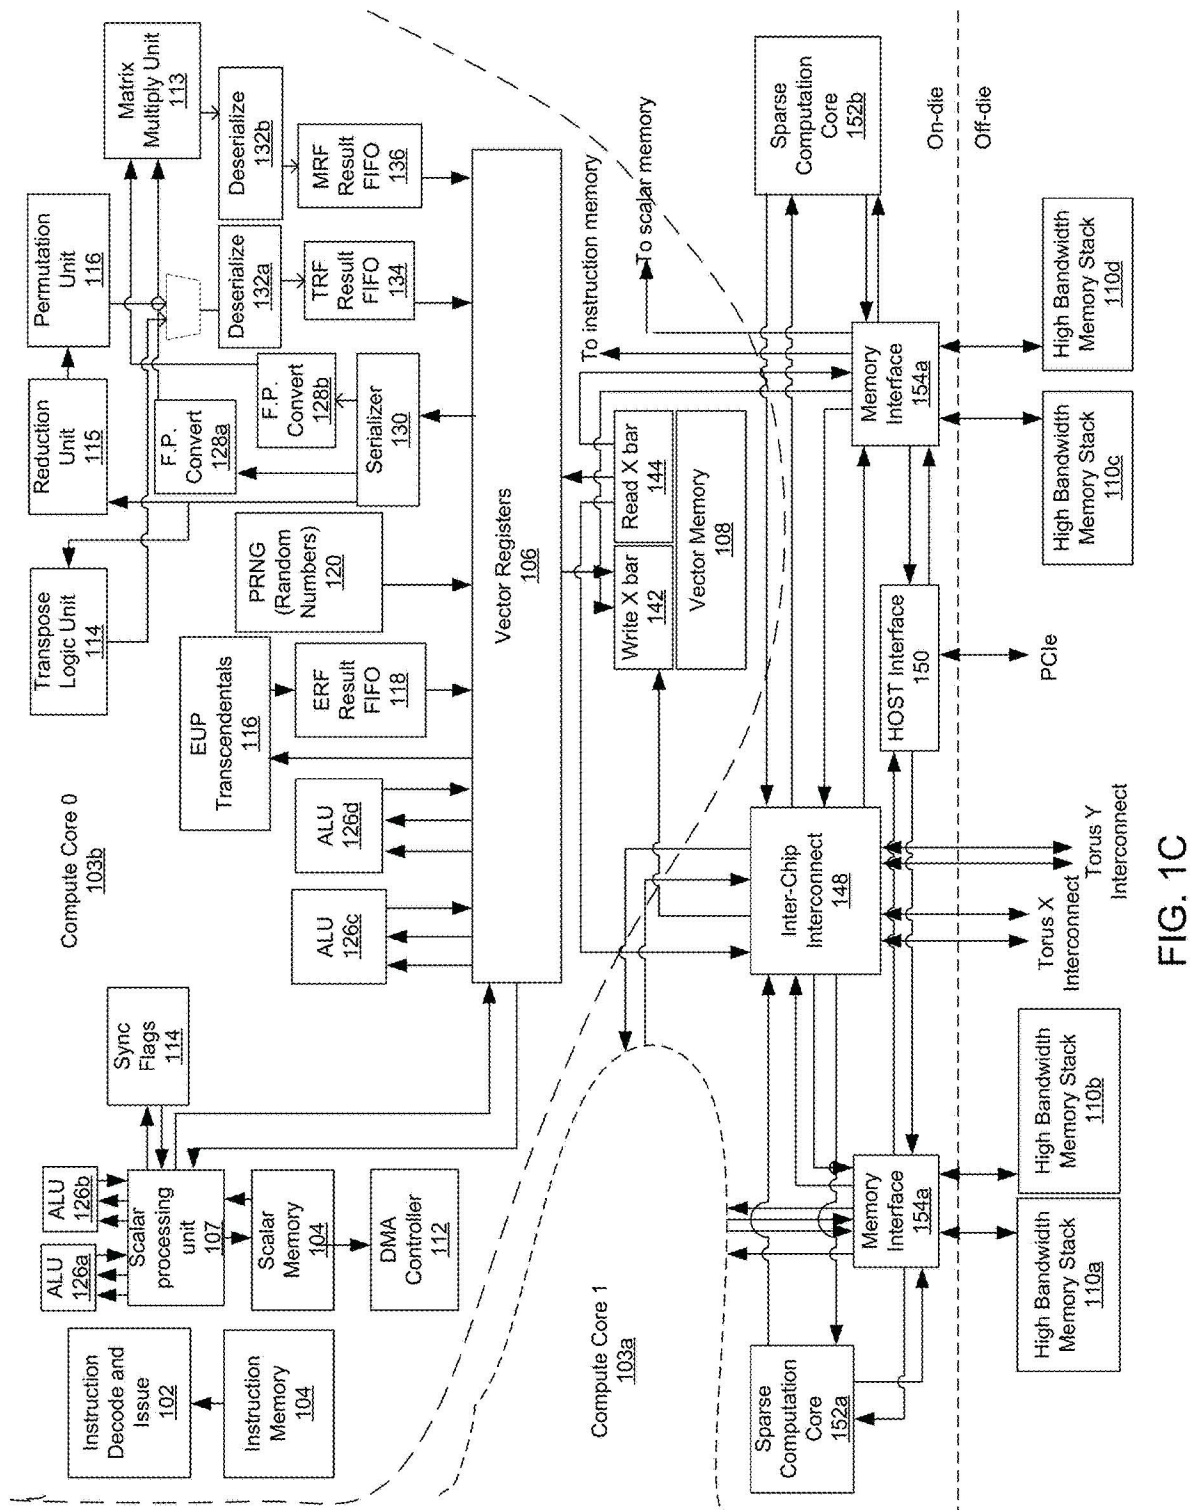 Compute Core 0
103b
Instruction
Decode and
Issue
102
Instruction
Memory
104
ALU
126a
ALU
126b
Scalar
processing
unit
107
Sync
Flags
114
Scalar
Memory
104
DMA
Controller
112
Transpose
Logic Unit
114
Reduction
Unit
115
Permutation
Unit
116
Matrix
Multiply Unit
113
EUP
Transcendentals
116
PRNG
(Random
Numbers)
120
F.P.
Convert
128a
F.P.
Convert
128b
Deserialize
132a
Deserialize
132b
ALU
126c
ALU
126d
ERF
Result
FIFO
118
Serializer
130
TRF
Result
FIFO
134
MRF
Result
FIFO
136
Vector Registers
106
Write X bar
142
Read X bar
144
Vector Memory
108
To instruction memory
To scalar memory
Compute Core 1
103a
Sparse
Computation
Core
152a
Inter-Chip
Interconnect
148
Sparse
Computation
Core
152b
Memory
Interface
154a
HOST Interface
150
Memory
Interface
154a
On-die
Off-die
High Bandwidth
Memory Stack
110a
High Bandwidth
Memory Stack
110b
Torus X
Interconnect
Torus Y
Interconnect
PCIe
High Bandwidth
Memory Stack
110c
High Bandwidth
Memory Stack
110d
FIG. 1C